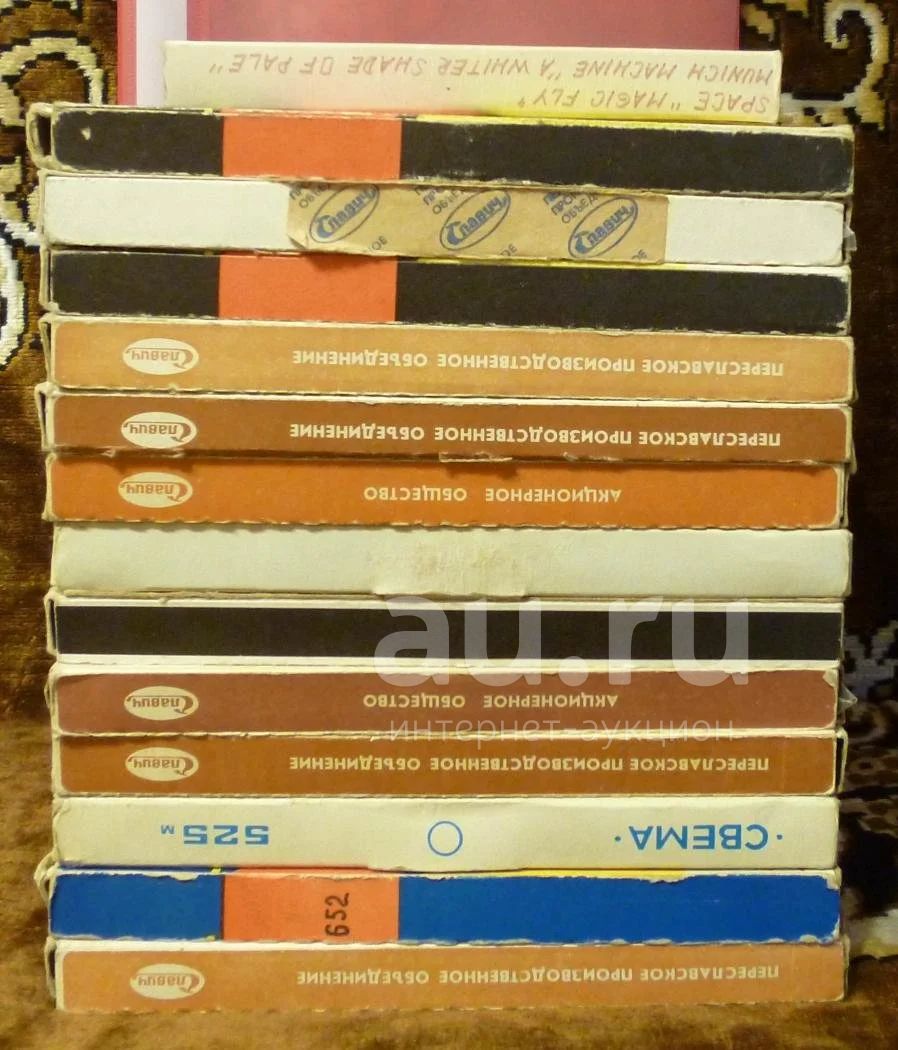 SPACE "MAGIC FLY"
MUNICH MACHINE "A WHITER SHADE OF PALE"
Славич
Славич
Славич
ПЕРЕСЛАВСКОЕ ПРОИЗВОДСТВЕННОЕ ОБЪЕДИНЕНИЕ Славич
ПЕРЕСЛАВСКОЕ ПРОИЗВОДСТВЕННОЕ ОБЪЕДИНЕНИЕ Славич
АКЦИОНЕРНОЕ ОБЩЕСТВО Славич
au.ru
АКЦИОНЕРНОЕ ОБЩЕСТВО Славич
интернет-аукцион
ПЕРЕСЛАВСКОЕ ПРОИЗВОДСТВЕННОЕ ОБЪЕДИНЕНИЕ Славич
·СВЕМА· 525 м
652
ПЕРЕСЛАВСКОЕ ПРОИЗВОДСТВЕННОЕ ОБЪЕДИНЕНИЕ Славич